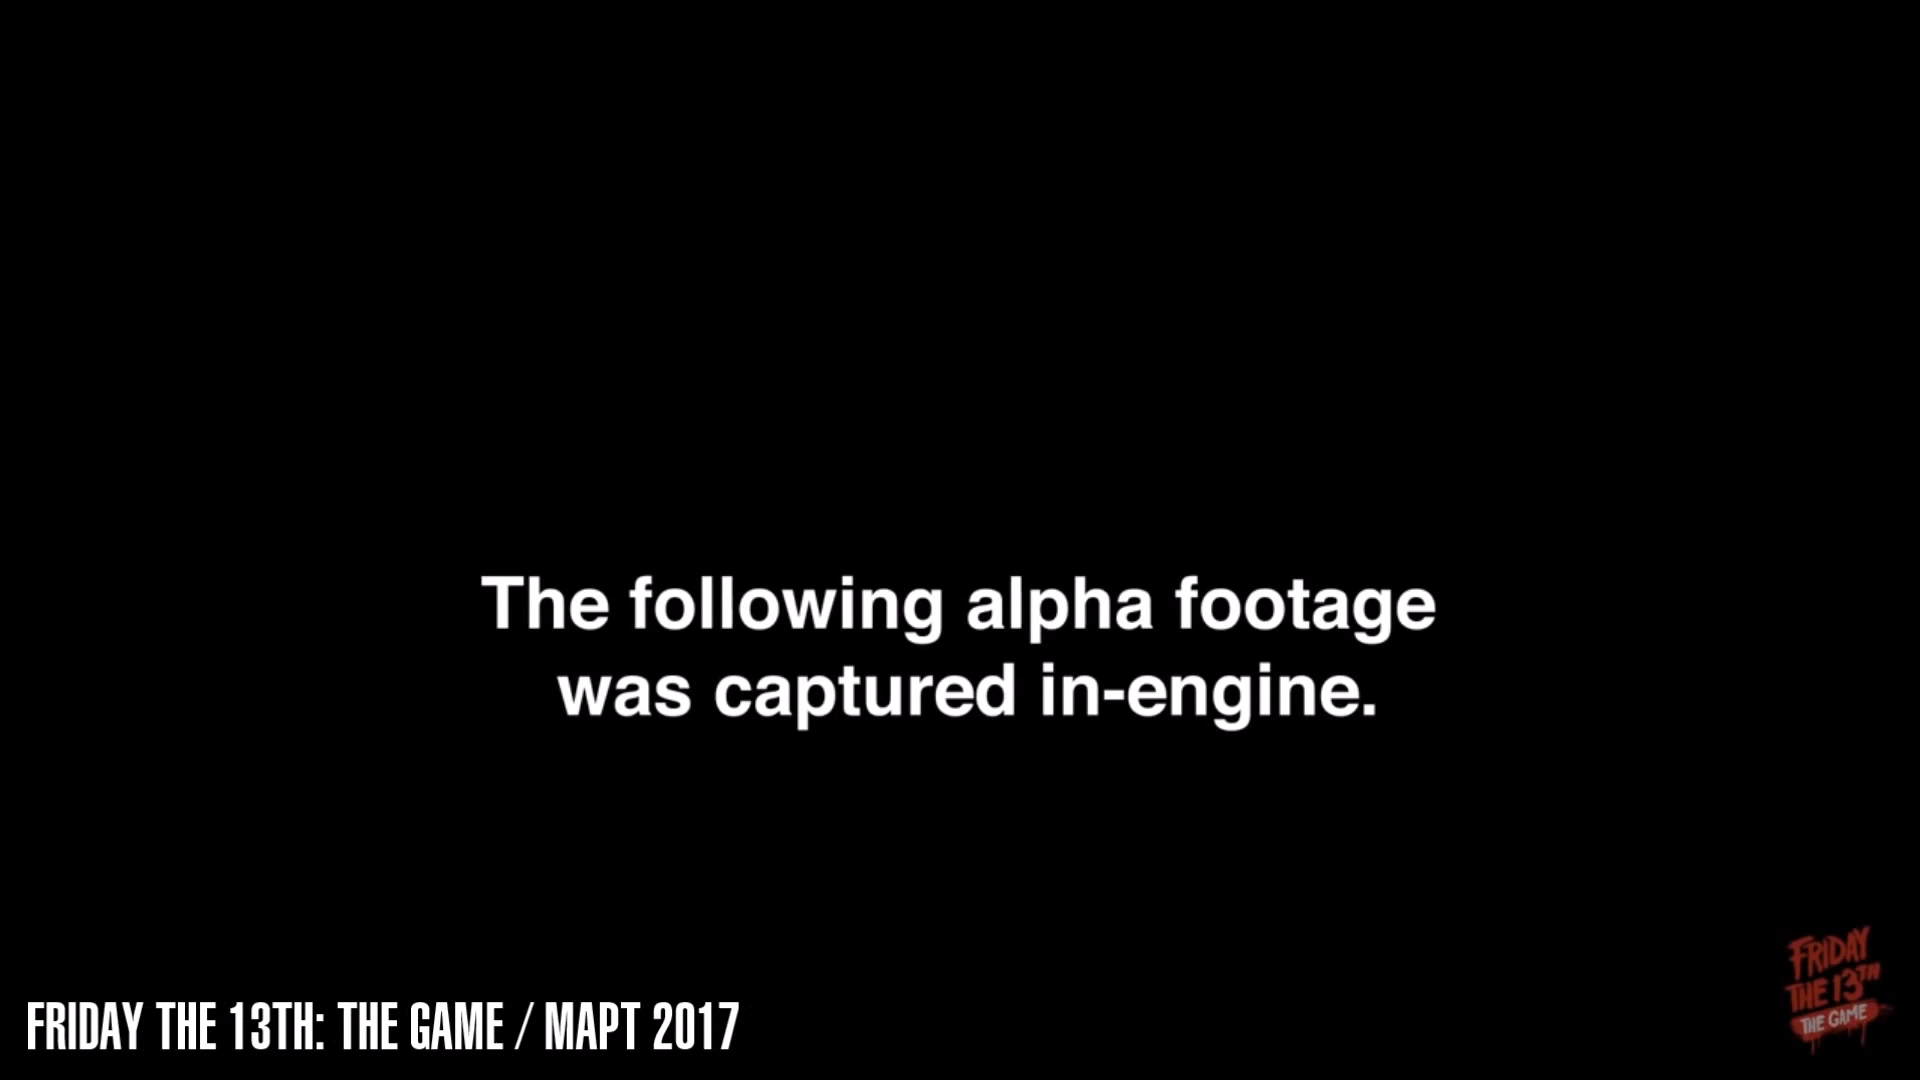 The following alpha footage
was captured in-engine.
FRIDAY
THE 13TH
THE GAME
FRIDAY THE 13TH: THE GAME / МАРТ 2017